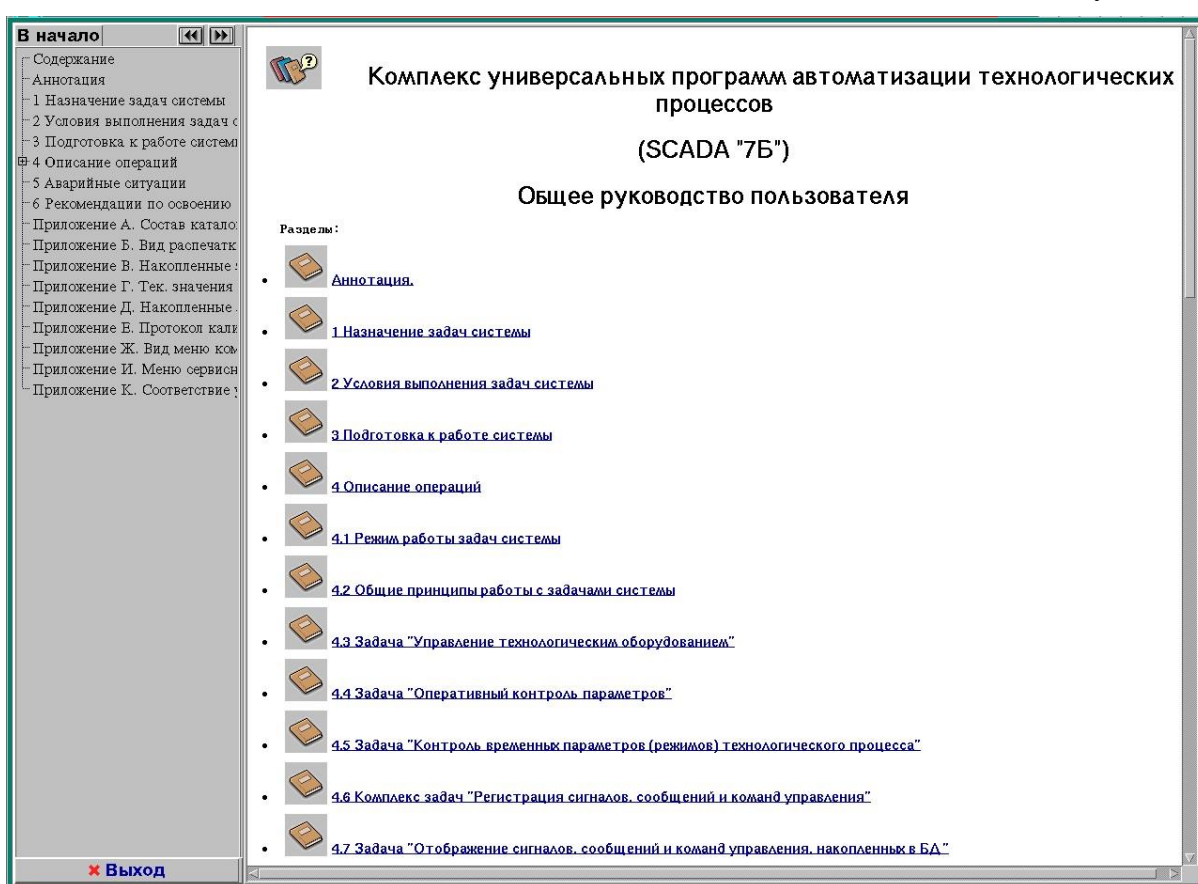 В начало
Содержание
Аннотация
1 Назначение задач системы
2 Условия выполнения задач с
3 Подготовка к работе систем
4 Описание операций
5 Аварийные ситуации
6 Рекомендации по освоению
Приложение А. Состав катало
Приложение Б. Вид распечатк
Приложение В. Накопленные
Приложение Г. Тек. значения
Приложение Д. Накопленные
Приложение Е. Протокол кали
Приложение Ж. Вид меню ком
Приложение И. Меню сервисн
Приложение К. Соответствие
Выход
Комплекс универсальных программ автоматизации технологических
процессов
(SCADA "7Б")
Общее руководство пользователя
Разделы:
Аннотация.
1 Назначение задач системы
2 Условия выполнения задач системы
3 Подготовка к работе системы
4 Описание операций
4.1 Режим работы задач системы
4.2 Общие принципы работы с задачами системы
4.3 Задача "Управление технологическим оборудованием"
4.4 Задача "Оперативный контроль параметров"
4.5 Задача "Контроль временных параметров (режимов) технологического процесса"
4.6 Комплекс задач "Регистрация сигналов, сообщений и команд управления"
4.7 Задача "Отображение сигналов, сообщений и команд управления, накопленных в БД"